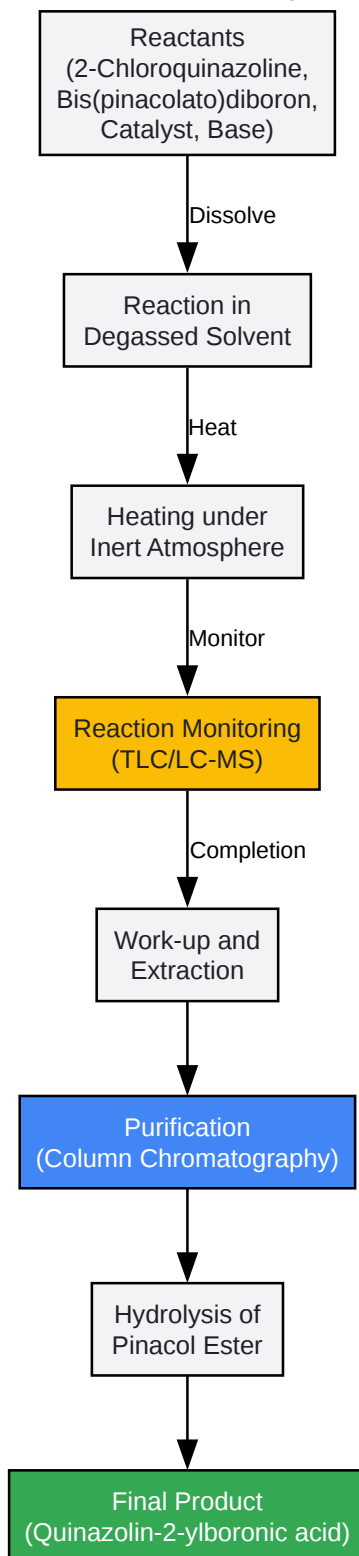 Reactants
(2-Chloroquinazoline,
Bis(pinacolato)diboron,
Catalyst, Base)
Dissolve
Reaction in
Degassed Solvent
Heat
Heating under
Inert Atmosphere
Monitor
Reaction Monitoring
(TLC/LC-MS)
Completion
Work-up and
Extraction
Purification
(Column Chromatography)
Hydrolysis of
Pinacol Ester
Final Product
(Quinazolin-2-ylboronic acid)